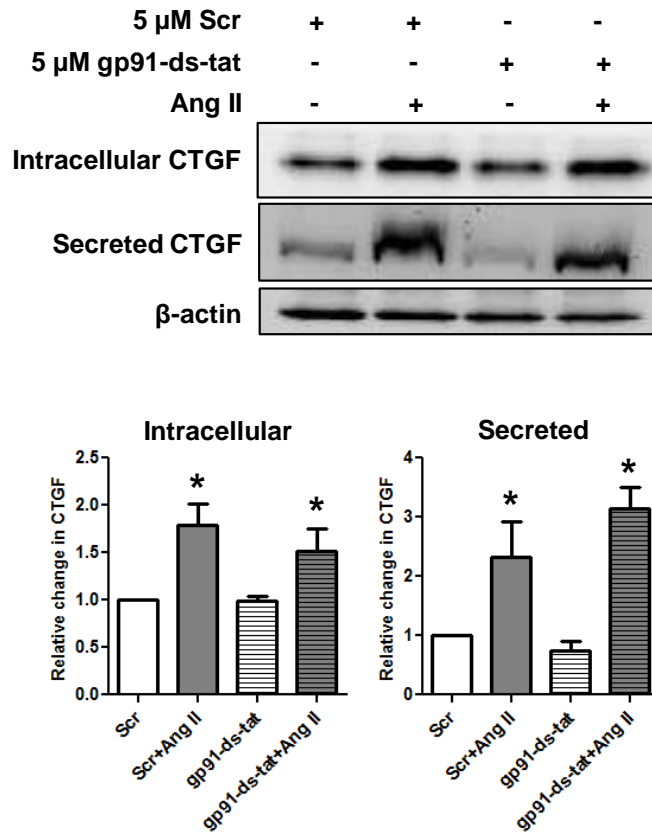 5 µM Scr + + - -
5 µM gp91-ds-tat - - + +
Ang II - + - +
Intracellular CTGF
Secreted CTGF
β-actin
Intracellular
Relative change in CTGF
2.5
2.0
1.5
1.0
0.5
0.0
* *
Scr
Scr+Ang II
gp91-ds-tat
gp91-ds-tat+Ang II
Secreted
Relative change in CTGF
4
3
2
1
0
* *
Scr
Scr+Ang II
gp91-ds-tat
gp91-ds-tat+Ang II